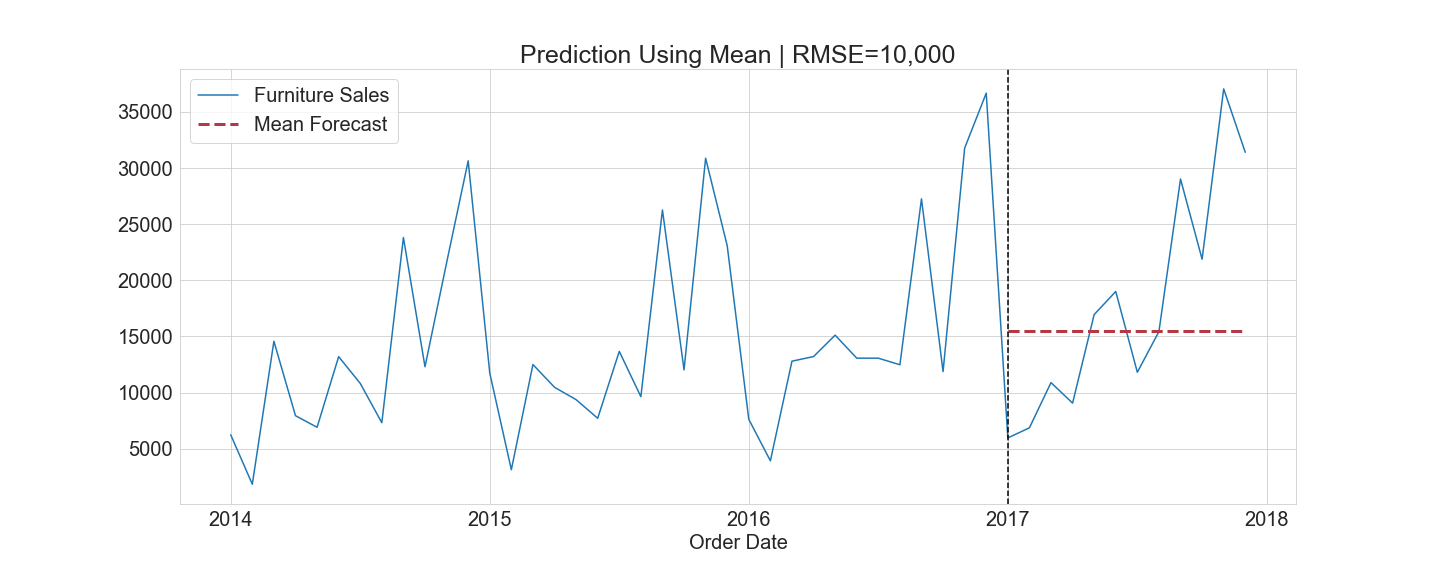 Prediction Using Mean | RMSE=10,000
Furniture Sales
Mean Forecast
35000
30000
25000
20000
15000
10000
5000
2014 2015 2016 2017 2018
Order Date